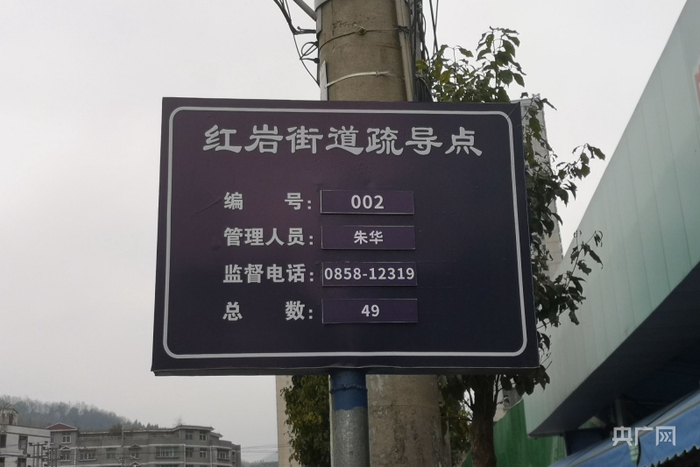 红岩街道疏导点
编 号：002
管理人员：朱华
监督电话：0858-12319
总 数：49
央广网